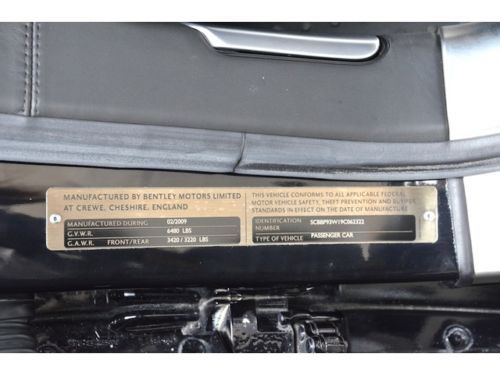 MANUFACTURED BY BENTLEY MOTORS LIMITED
AT CREWE, CHESHIRE, ENGLAND
MANUFACTURED DURING 02/2009
G.V.W.R. 6480 LBS
G.A.W.R. FRONT/REAR 3420 / 3220 LBS
THIS VEHICLE CONFORMS TO ALL APPLICABLE FEDERAL
MOTOR VEHICLE SAFETY, THEFT PREVENTION AND BUMPER
STANDARDS IN EFFECT ON THE DATE OF MANUFACTURE
IDENTIFICATION
NUMBER
SCBBP93W19C062322
TYPE OF VEHICLE PASSENGER CAR